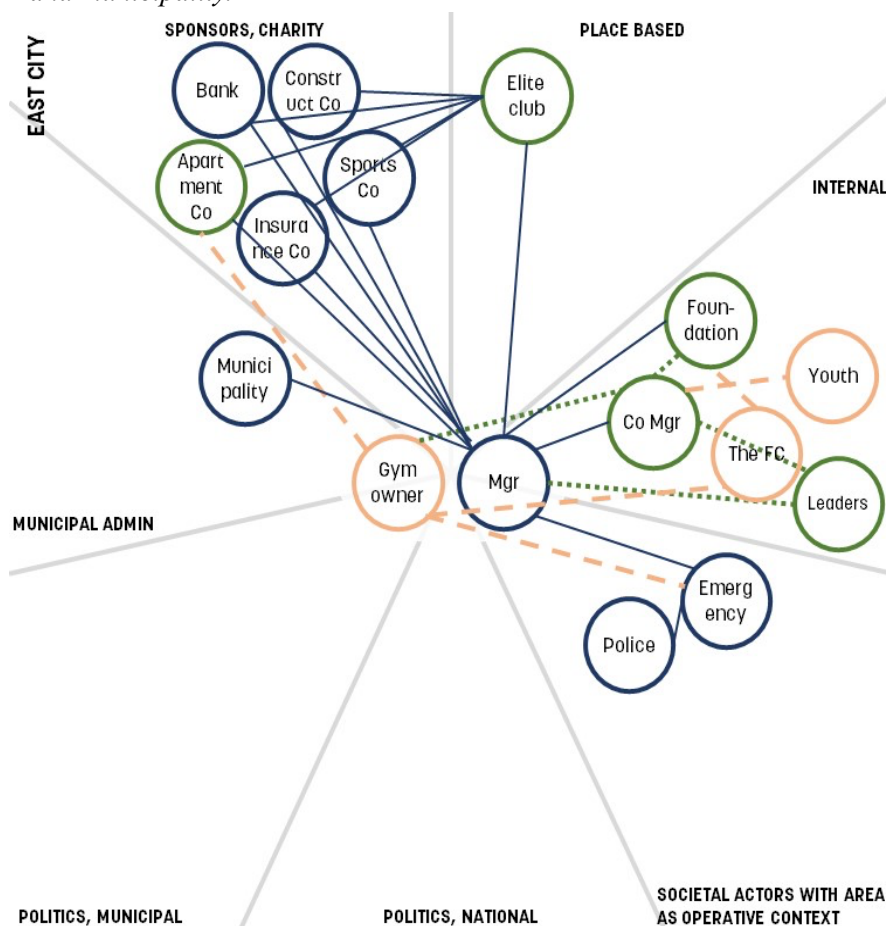 SPONSORS, CHARITY
PLACE BASED
EAST CITY
Bank
Constr
uct Co
Elite
club
Apart
ment
Co
Sports
Co
INTERNAL
Insura
nce Co
Foun-
dation
Munici
pality
Youth
Co Mgr
The FC
Gym
owner
Mgr
Leaders
MUNICIPAL ADMIN
Emerg
ency
Police
POLITICS, MUNICIPAL
POLITICS, NATIONAL
SOCIETAL ACTORS WITH AREA
AS OPERATIVE CONTEXT